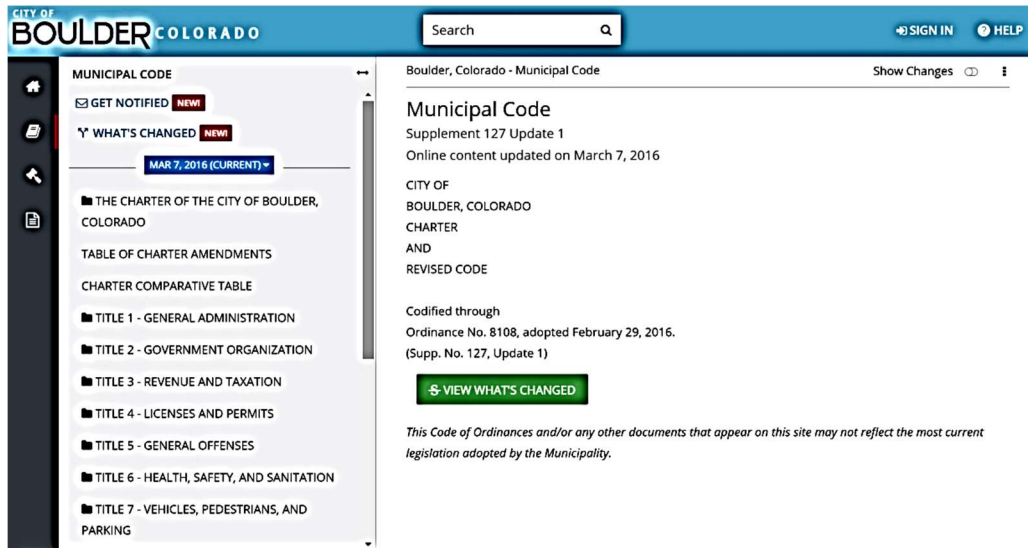 CITY OF
BOULDER COLORADO
Search
SIGN IN
HELP
MUNICIPAL CODE
GET NOTIFIED NEW!
WHAT'S CHANGED NEW!
MAR 7, 2016 (CURRENT)
THE CHARTER OF THE CITY OF BOULDER,
COLORADO
TABLE OF CHARTER AMENDMENTS
CHARTER COMPARATIVE TABLE
TITLE 1 - GENERAL ADMINISTRATION
TITLE 2 - GOVERNMENT ORGANIZATION
TITLE 3 - REVENUE AND TAXATION
TITLE 4 - LICENSES AND PERMITS
TITLE 5 - GENERAL OFFENSES
TITLE 6 - HEALTH, SAFETY, AND SANITATION
TITLE 7 - VEHICLES, PEDESTRIANS, AND
PARKING
Boulder, Colorado - Municipal Code
Show Changes
Municipal Code
Supplement 127 Update 1
Online content updated on March 7, 2016
CITY OF
BOULDER, COLORADO
CHARTER
AND
REVISED CODE
Codified through
Ordinance No. 8108, adopted February 29, 2016.
(Supp. No. 127, Update 1)
VIEW WHAT'S CHANGED
This Code of Ordinances and/or any other documents that appear on this site may not reflect the most current
legislation adopted by the Municipality.